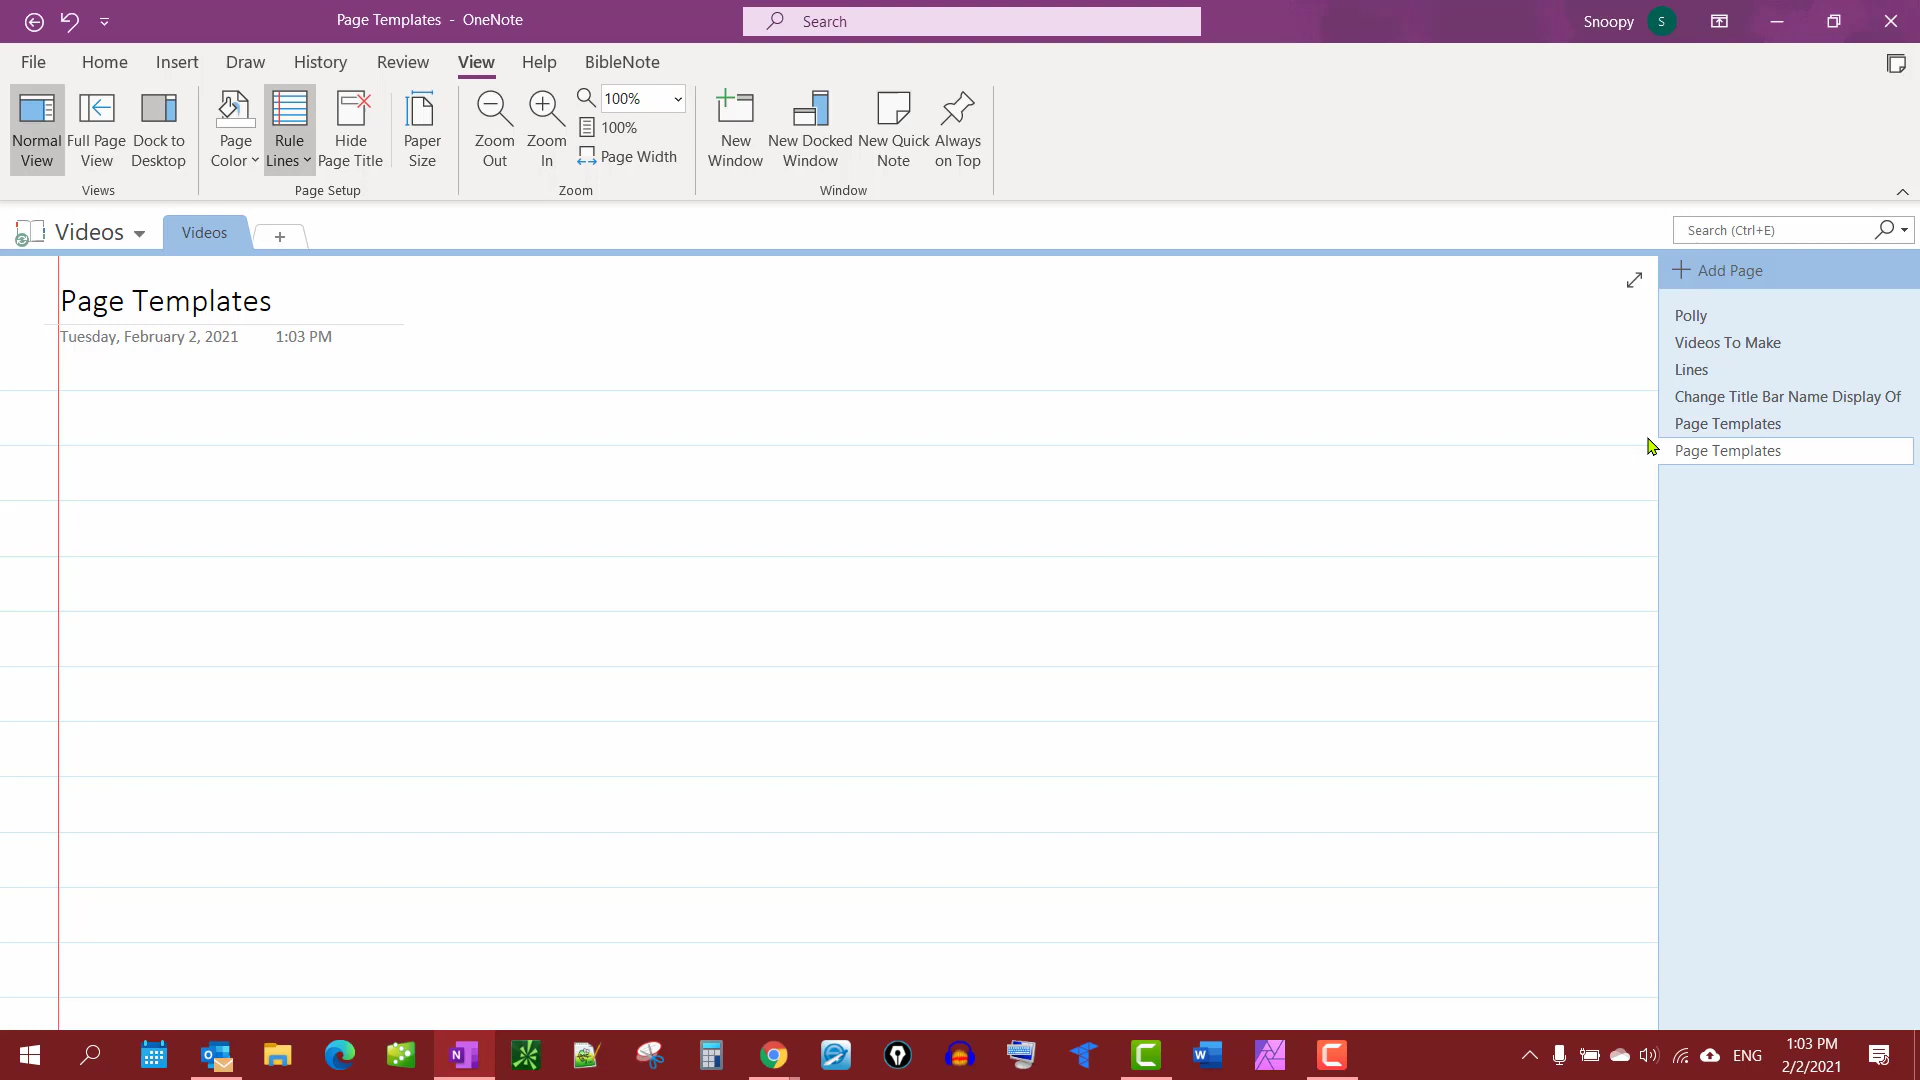 Page Templates - OneNote
Search
Snoopy
S
File
Home
Insert
Draw
History
Review
View
Help
BibleNote
Normal View
Full Page View
Dock to Desktop
Views
Page Color
Rule Lines
Hide Page Title
Paper Size
Page Setup
Zoom Out
Zoom In
100%
100%
Page Width
Zoom
New Window
New Docked Window
New Quick Note
Always on Top
Window
Videos
Videos
Search (Ctrl+E)
Add Page
Page Templates
Tuesday, February 2, 2021 1:03 PM
Polly
Videos To Make
Lines
Change Title Bar Name Display Of
Page Templates
Page Templates
ENG
1:03 PM
2/2/2021